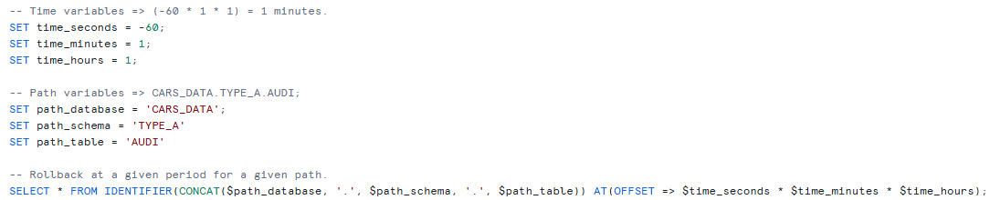 -- Time variables => (-60 * 1 * 1) = 1 minutes.
SET time_seconds = -60;
SET time_minutes = 1;
SET time_hours = 1;
-- Path variables => CARS_DATA.TYPE_A.AUDI;
SET path_database = 'CARS_DATA';
SET path_schema = 'TYPE_A'
SET path_table = 'AUDI'
-- Rollback at a given period for a given path.
SELECT * FROM IDENTIFIER(CONCAT($path_database, '.', $path_schema, '.', $path_table)) AT(OFFSET => $time_seconds * $time_minutes * $time_hours);